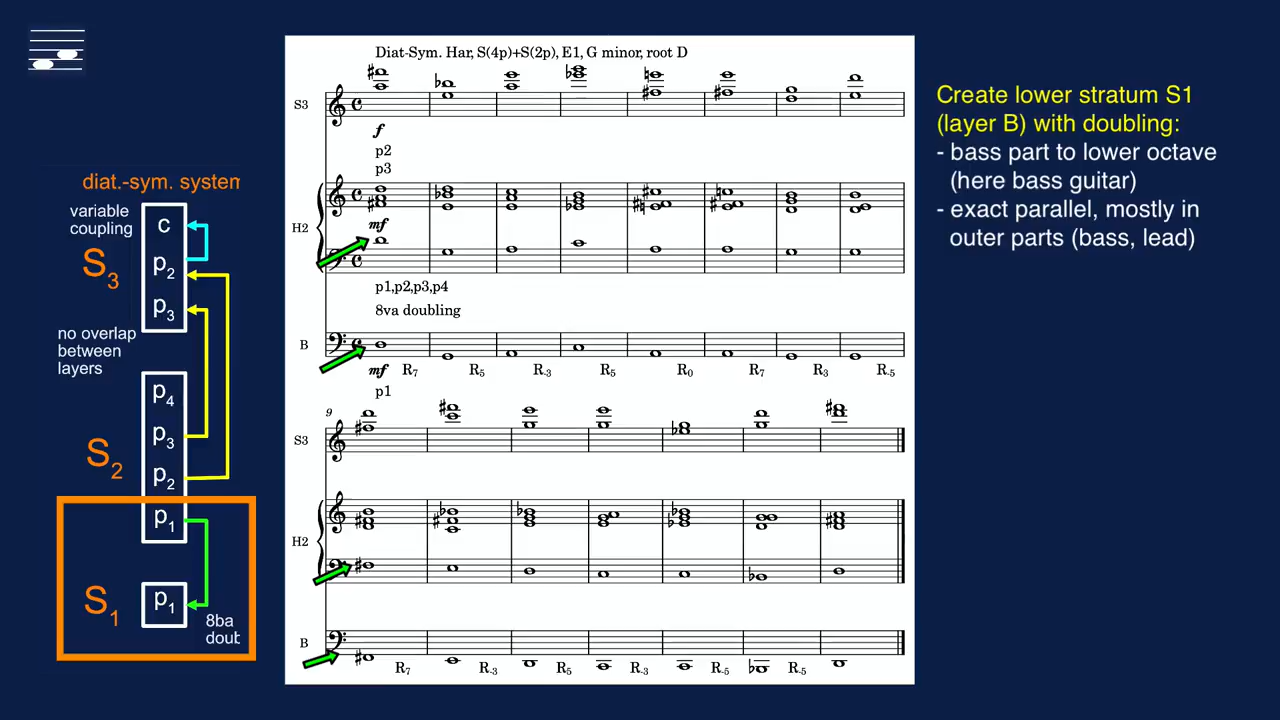 diat.-sym. system
variable
coupling
S3
c
p2
p3
no overlap
between
layers
S2
p4
p3
p2
p1
S1
p1
8ba
doub
Diat-Sym. Har, S(4p)+S(2p), E1, G minor, root D
S3
f
p2
p3
H2
mf
p1,p2,p3,p4
8va doubling
B
mf R7 R5 R-3 R5 R0 R7 R3 R-5
p1
9
S3
H2
B
R7 R-3 R5 R-3 R-5 R-5
Create lower stratum S1
(layer B) with doubling:
- bass part to lower octave
(here bass guitar)
- exact parallel, mostly in
outer parts (bass, lead)